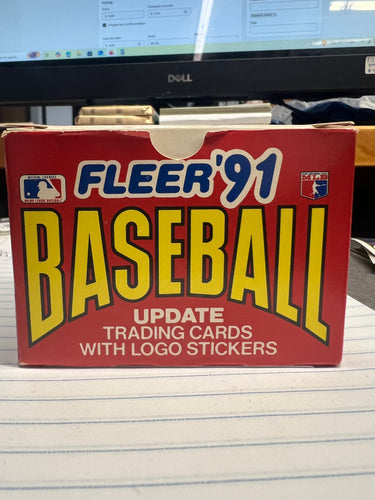 DELL
FLEER '91
BASEBALL
UPDATE
TRADING CARDS
WITH LOGO STICKERS